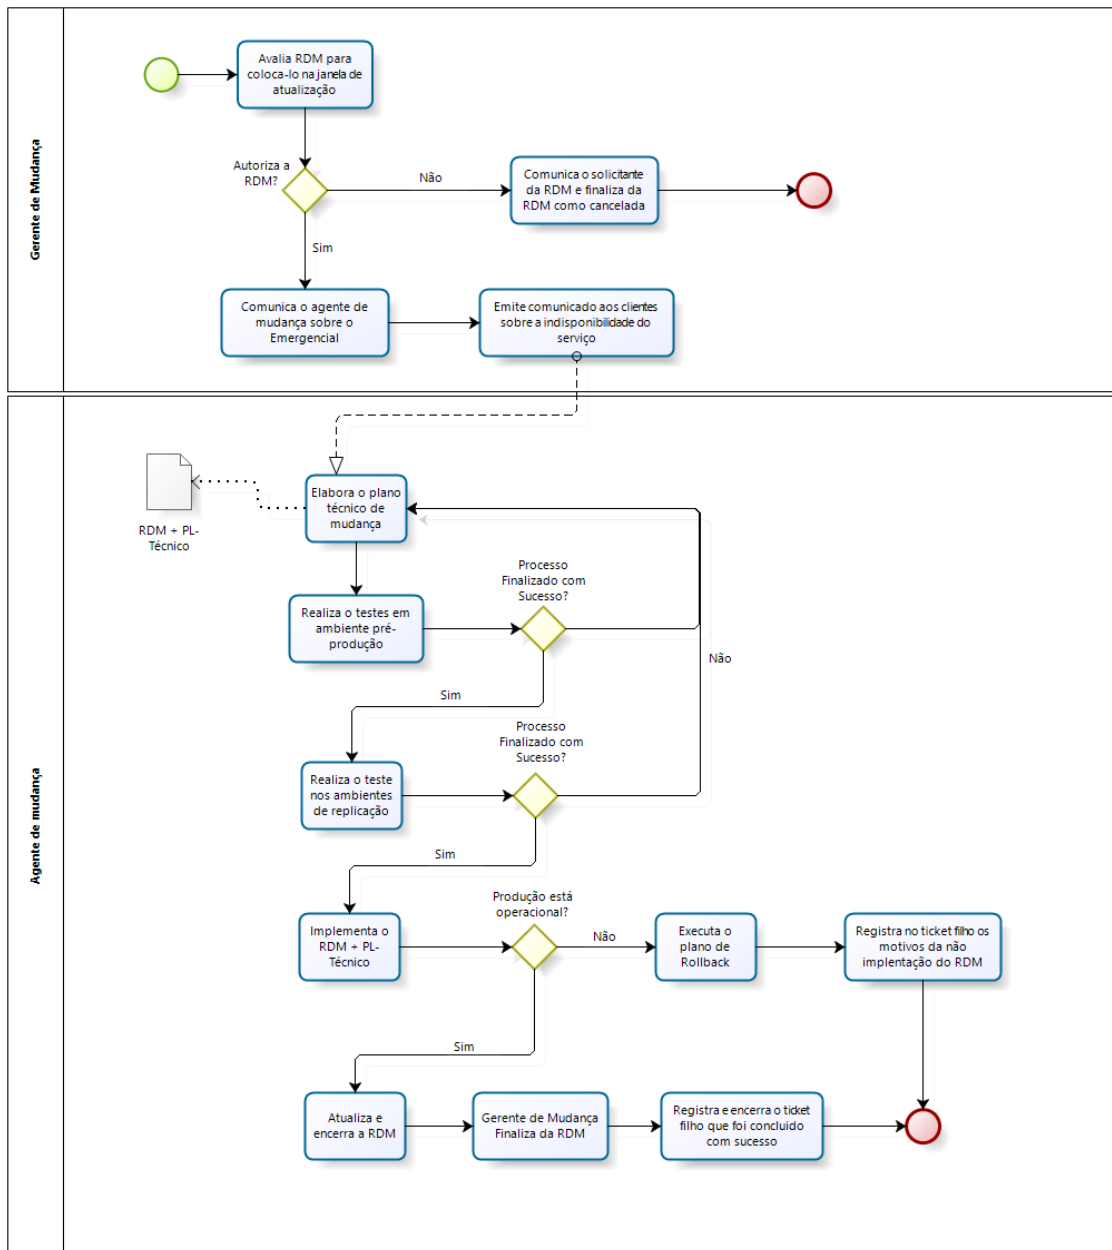 Gerente de Mudança
Avalia RDM para
coloca-lo na janela de
atualização
Autoriza a
RDM?
Não
Comunica o solicitante
da RDM e finaliza da
RDM como cancelada
Sim
Comunica o agente de
mudança sobre o
Emergencial
Emite comunicado aos clientes
sobre a indisponibilidade do
serviço
Agente de mudança
RDM + PL-
Técnico
Elabora o plano
técnico de
mudança
Processo
Finalizado com
Sucesso?
Realiza o testes em
ambiente pré-
produção
Não
Sim
Processo
Finalizado com
Sucesso?
Realiza o teste
nos ambientes
de replicação
Sim
Produção está
operacional?
Implementa o
RDM + PL-
Técnico
Não
Executa o
plano de
Rollback
Registra no ticket filho os
motivos da não
implentação do RDM
Sim
Atualiza e
encerra a RDM
Gerente de Mudança
Finaliza da RDM
Registra e encerra o ticket
filho que foi concluido
com sucesso